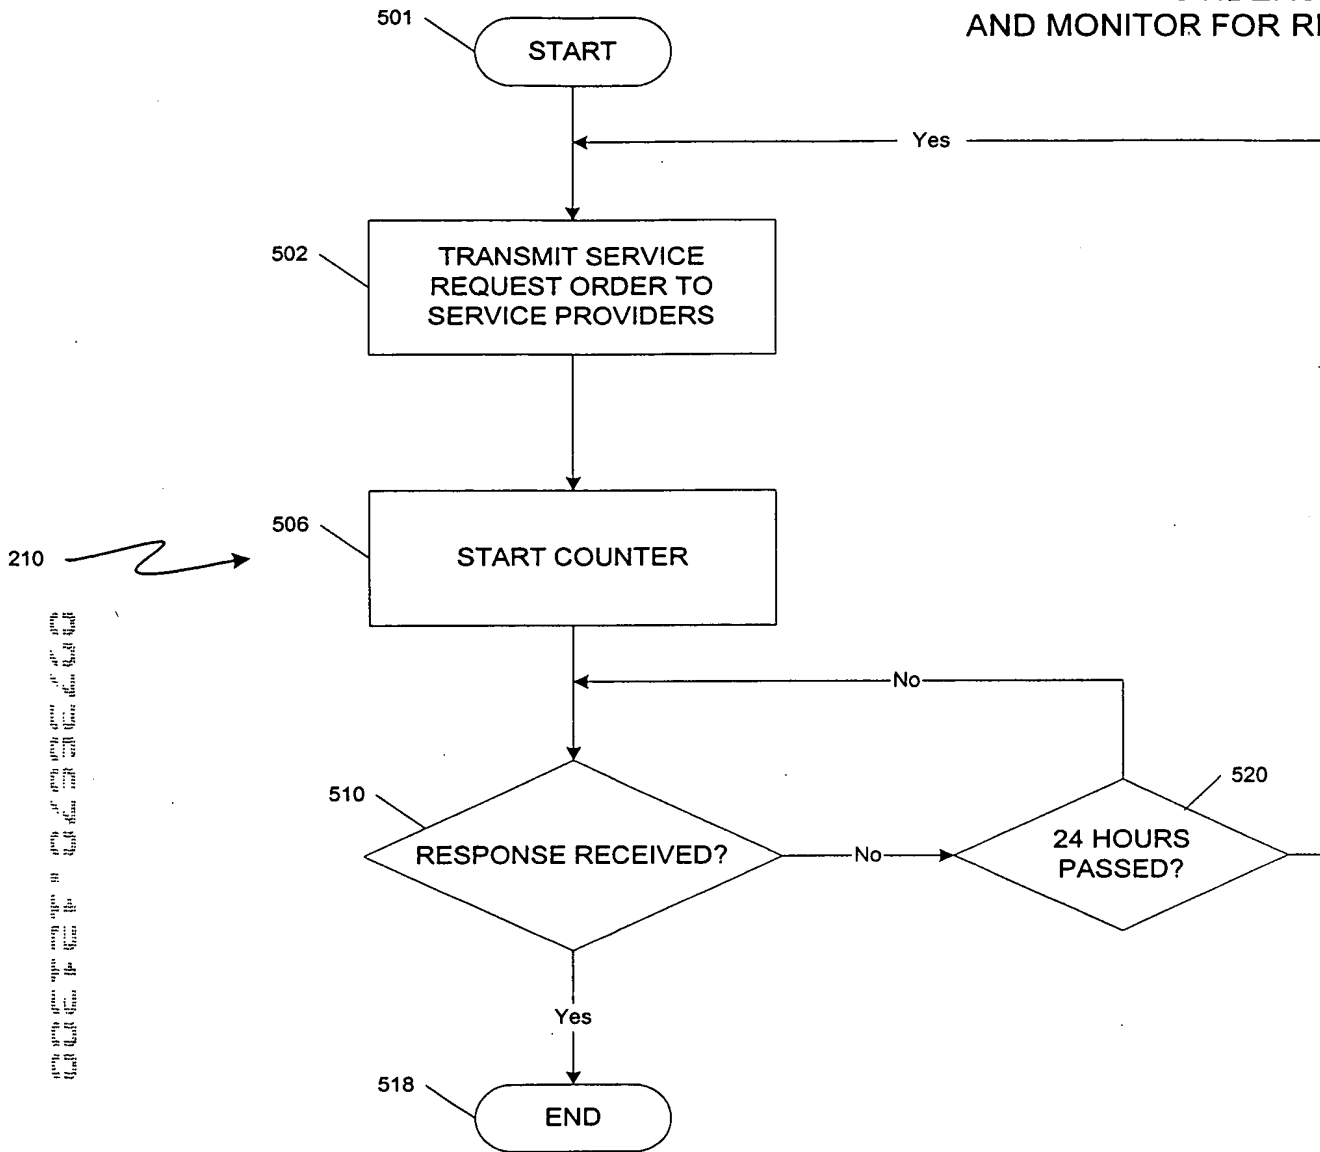 AND MONITOR FOR
501
START
Yes
502
TRANSMIT SERVICE
REQUEST ORDER TO
SERVICE PROVIDERS
506
START COUNTER
210
No
510
RESPONSE RECEIVED?
No
520
24 HOURS
PASSED?
Yes
518
END